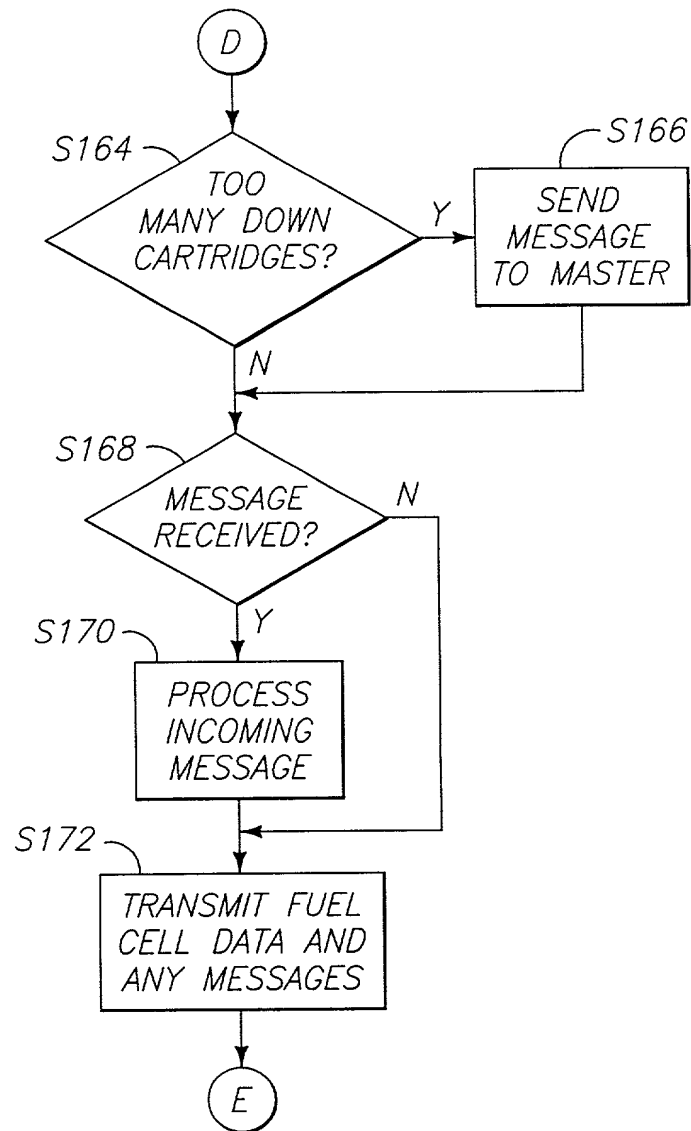 D
S164
TOO
MANY DOWN
CARTRIDGES?
Y
S166
SEND
MESSAGE
TO MASTER
N
S168
MESSAGE
RECEIVED?
N
Y
S170
PROCESS
INCOMING
MESSAGE
S172
TRANSMIT FUEL
CELL DATA AND
ANY MESSAGES
E